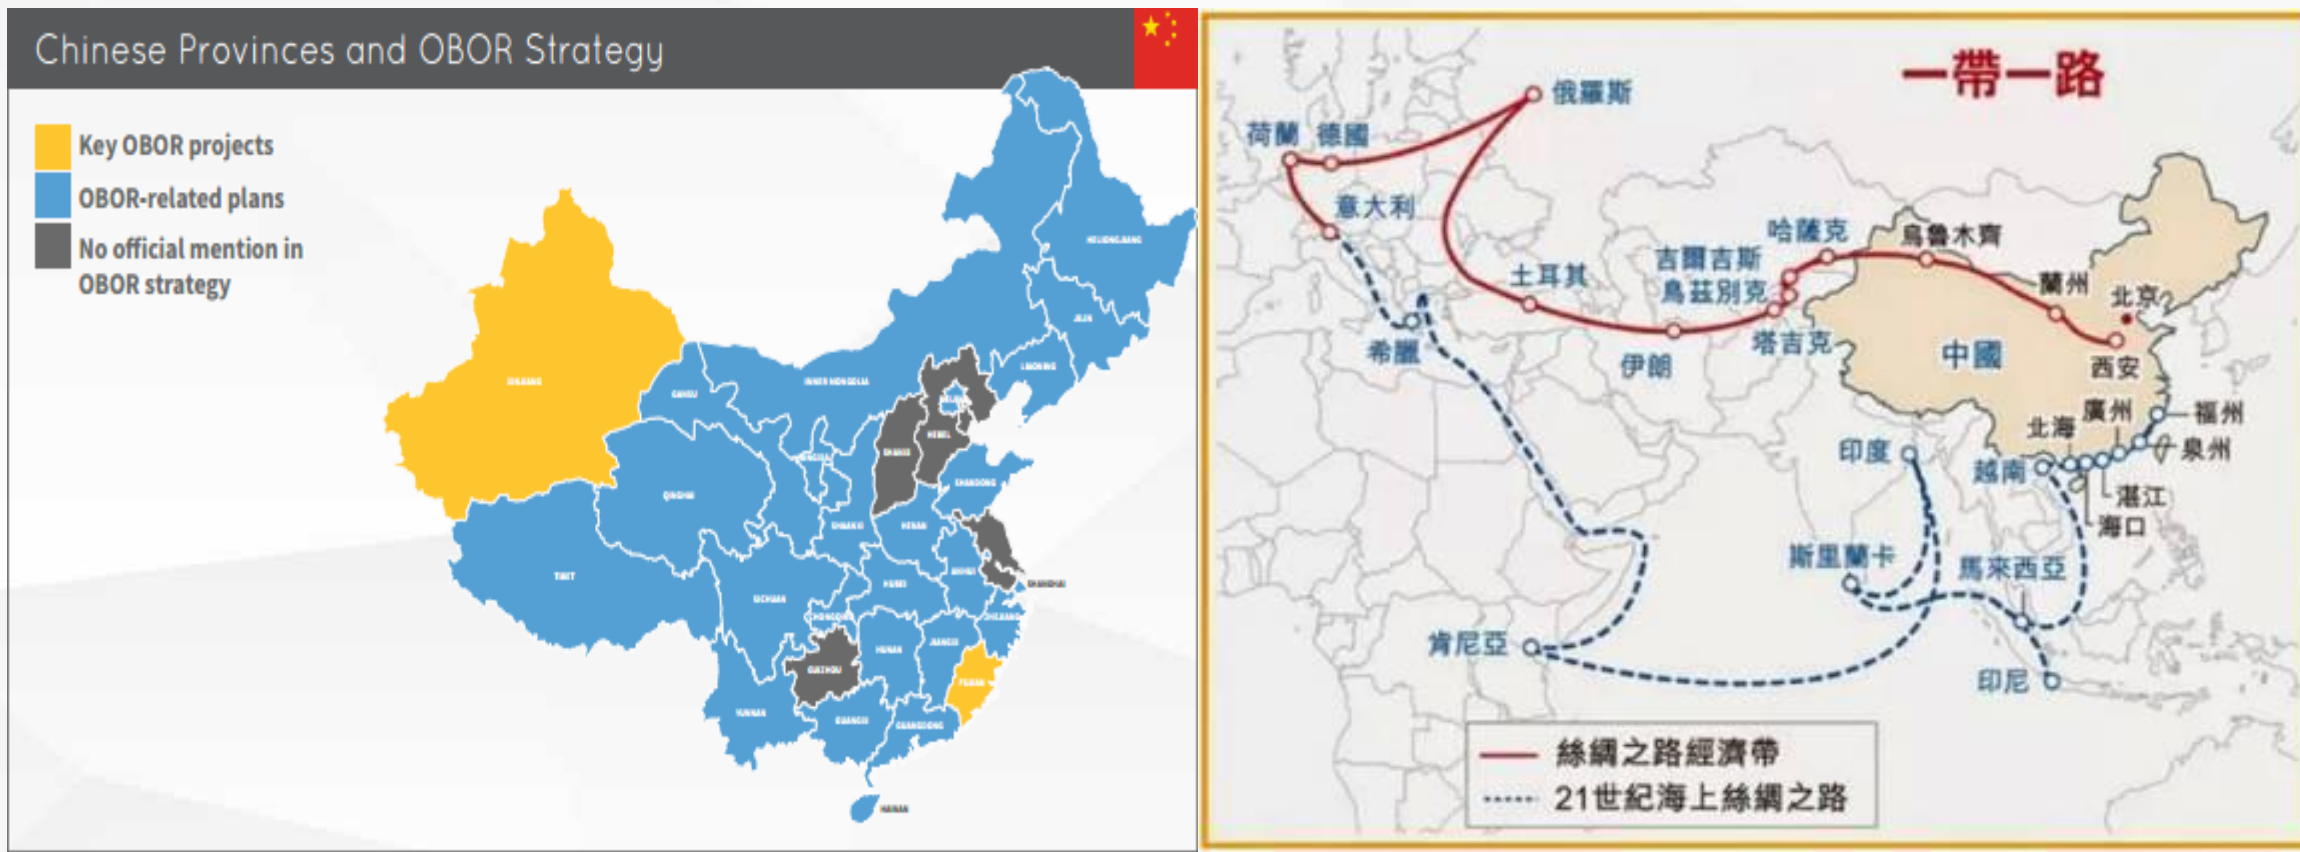 Chinese Provinces and OBOR Strategy
Key OBOR projects
OBOR-related plans
No official mention in
OBOR strategy
XINJIANG
GANSU
INNER MONGOLIA
HEILONGJIANG
JILIN
LIAONING
BEIJING
HEBEI
SHANXI
NINGXIA
SHANDONG
QINGHAI
SHAANXI
HENAN
TIBET
ANHUI
SHANGHAI
SICHUAN
HUBEI
CHONGQING
ZHEJIANG
GUIZHOU
HUNAN
JIANGXI
FUJIAN
YUNNAN
GUANGXI
GUANGDONG
HAINAN
一帶一路
俄羅斯
荷蘭 德國
意大利
哈薩克
烏魯木齊
吉爾吉斯
土耳其
烏茲別克
蘭州
北京
希臘
伊朗
塔吉克
中國
西安
廣州
福州
北海
印度
越南
泉州
湛江
海口
斯里蘭卡
馬來西亞
肯尼亞
印尼
絲綢之路經濟帶
21世紀海上絲綢之路